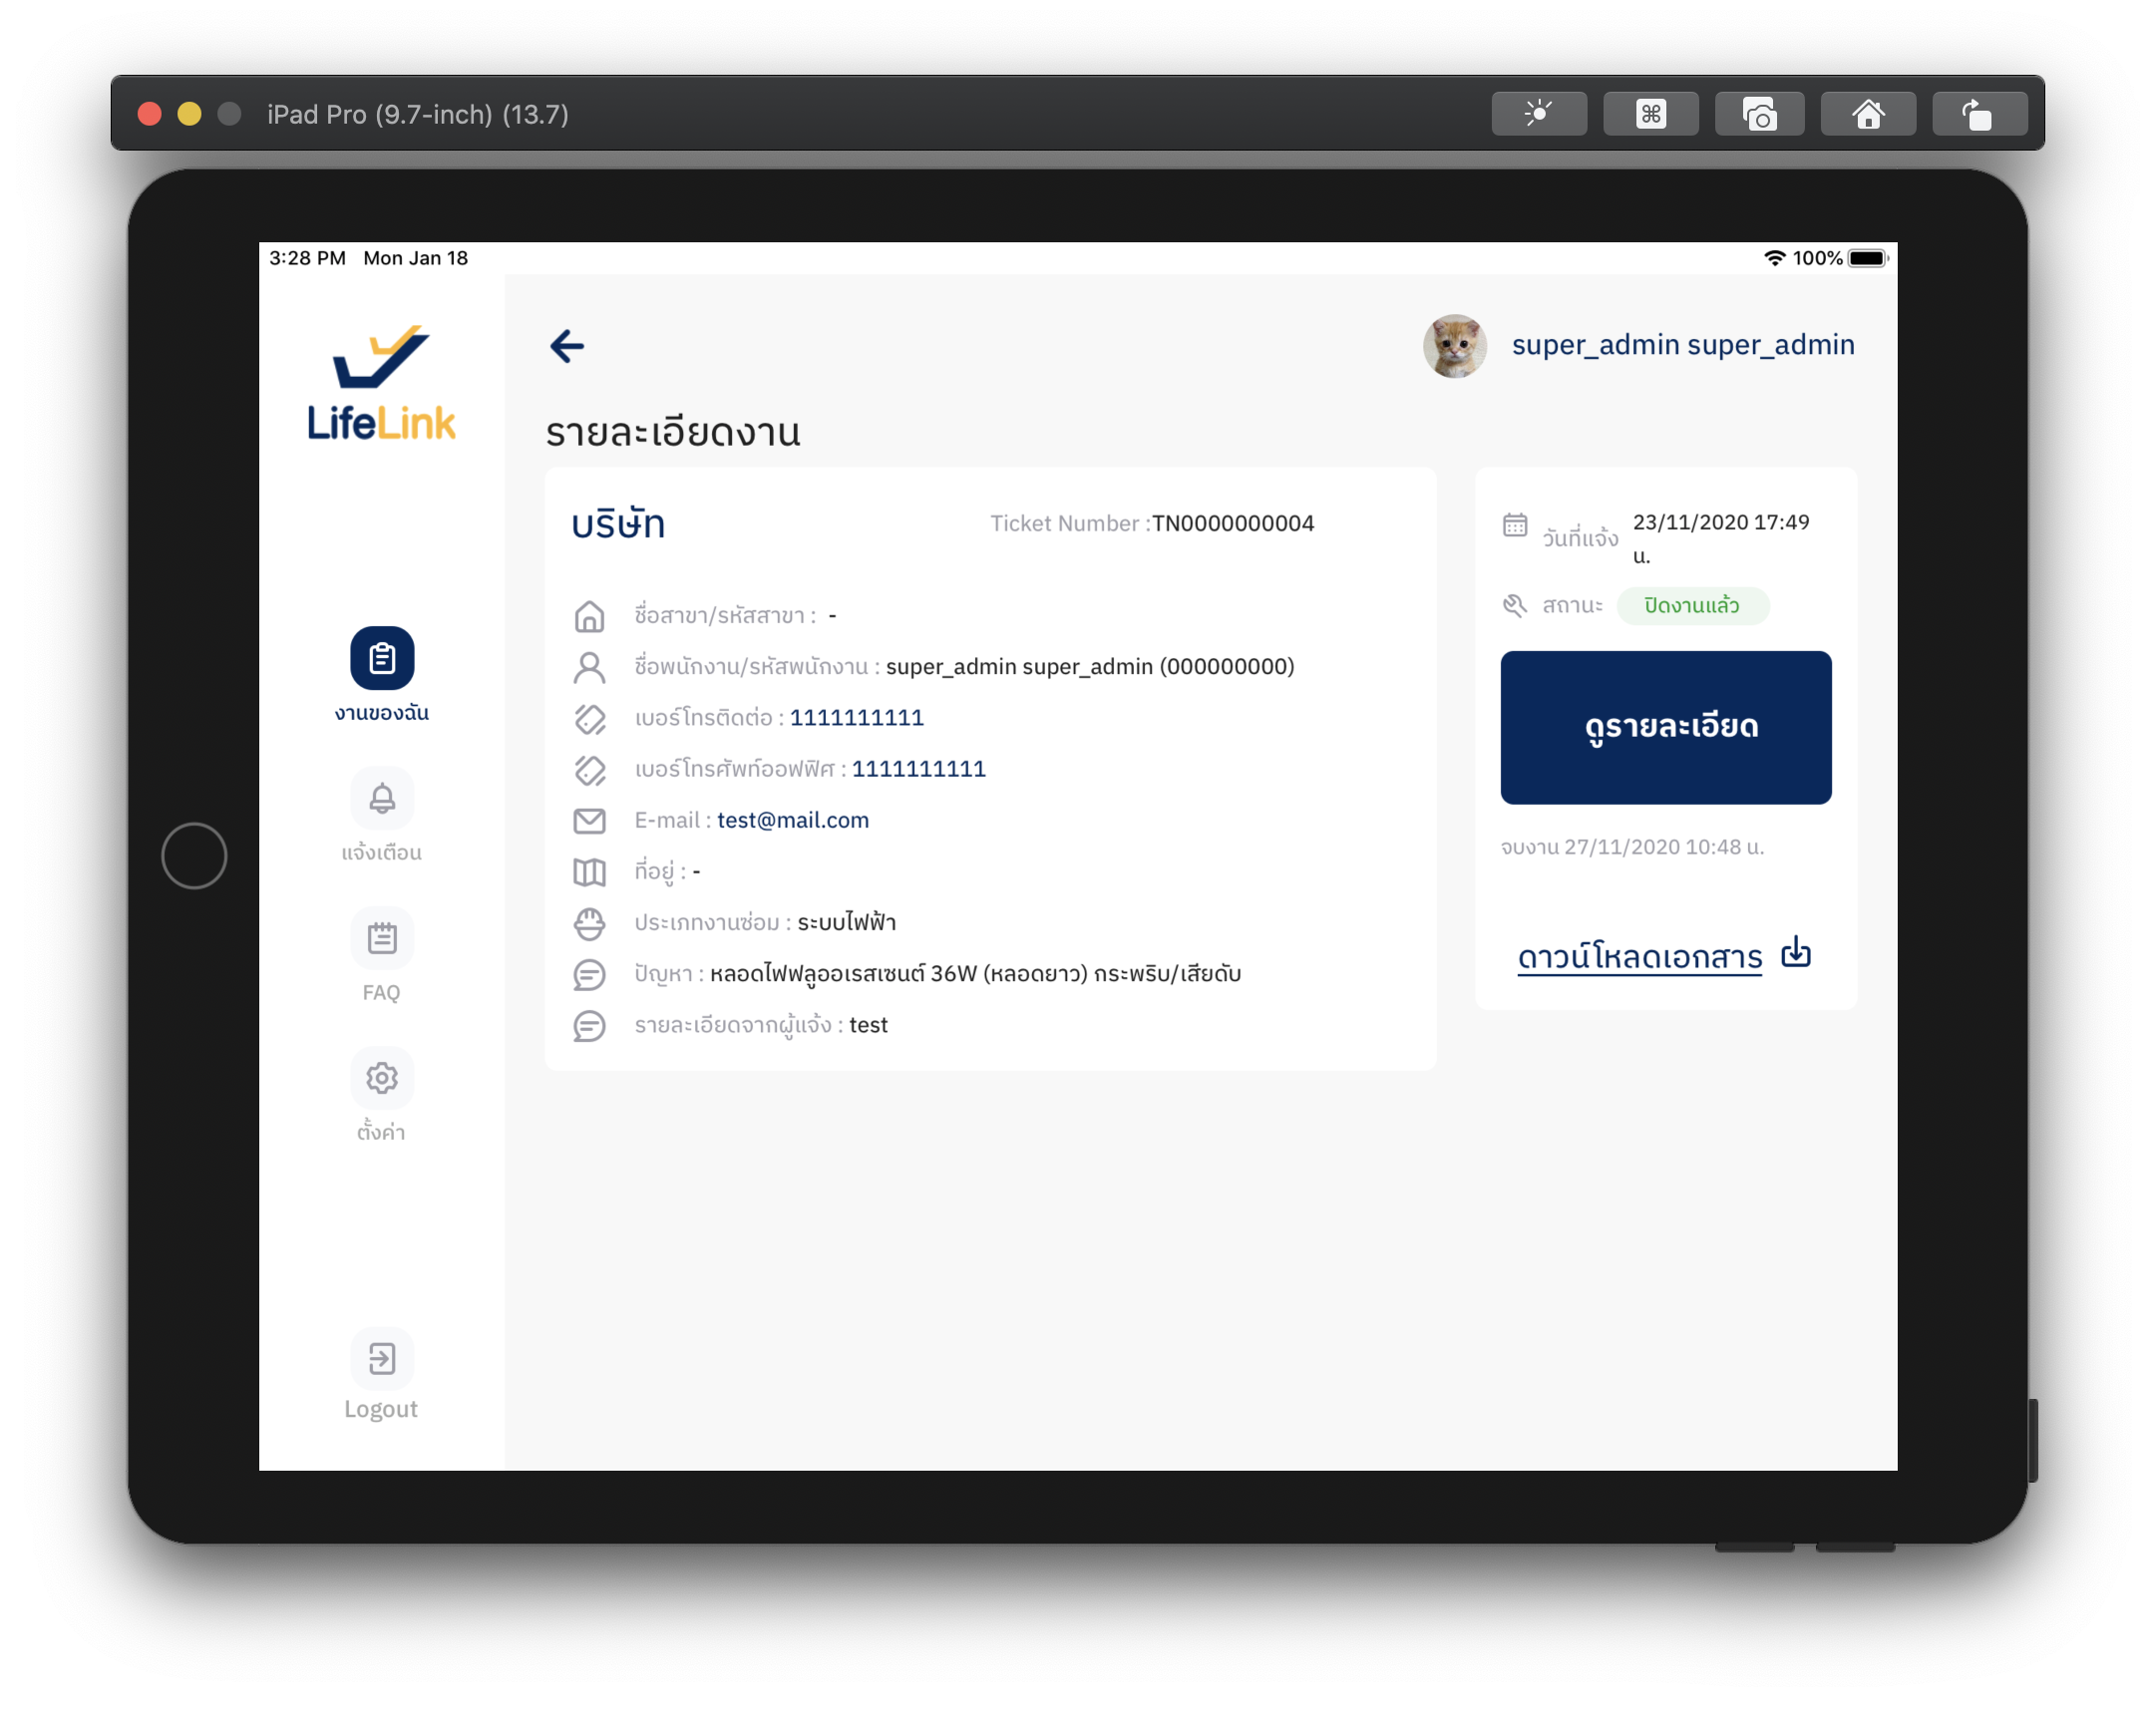 iPad Pro (9.7-inch) (13.7)
3:28 PM Mon Jan 18
100%
LifeLink
super_admin super_admin
รายละเอียดงาน
บริษัท
Ticket Number :TN0000000004
ชื่อสาขา/รหัสสาขา : -
ชื่อพนักงาน/รหัสพนักงาน : super_admin super_admin (000000000)
เบอร์โทรติดต่อ : 1111111111
เบอร์โทรศัพท์ออฟฟิศ : 1111111111
E-mail : test@mail.com
ที่อยู่ : -
ประเภทงานซ่อม : ระบบไฟฟ้า
ปัญหา : หลอดไฟฟลูออเรสเซนต์ 36W (หลอดยาว) กระพริบ/เสียดับ
รายละเอียดจากผู้แจ้ง : test
วันที่แจ้ง 23/11/2020 17:49
น.
สถานะ ปิดงานแล้ว
ดูรายละเอียด
จบงาน 27/11/2020 10:48 น.
ดาวน์โหลดเอกสาร
งานของฉัน
แจ้งเตือน
FAQ
ตั้งค่า
Logout